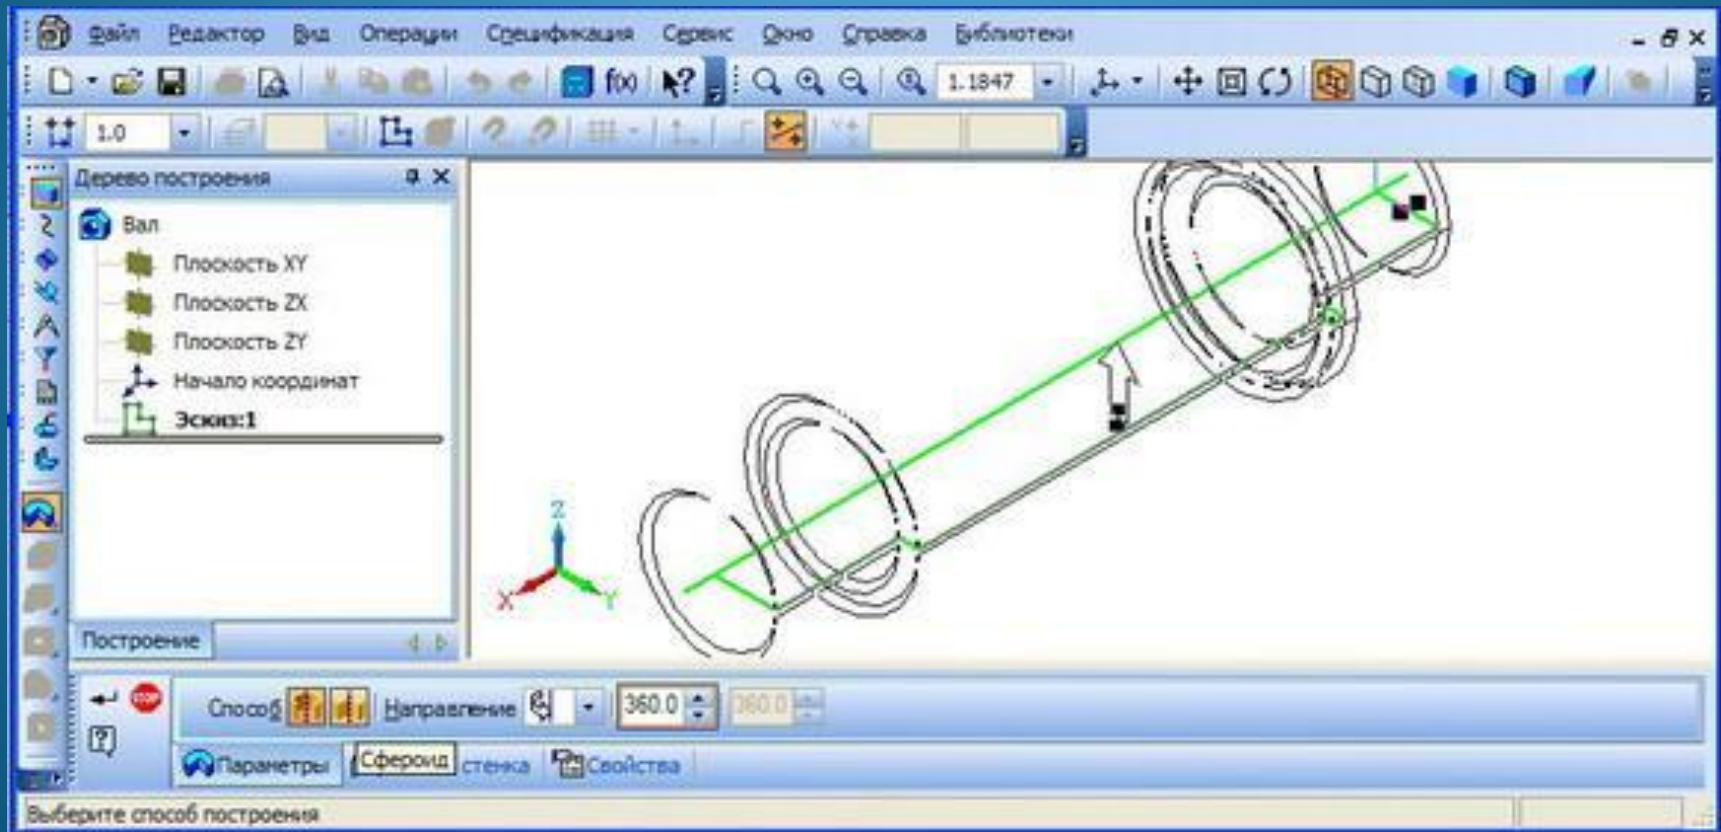 Файл Редактор Вид Операции Спецификация Сервис Окно Справка Библиотеки
f(x) 1.1847
1.0
Дерево построения
Вал
Плоскость XY
Плоскость ZX
Плоскость ZY
Начало координат
Эскиз:1
Z
X Y
Построение
Способ Направление 360.0 360.0
Параметры Сфероид стенка Свойства
Выберите способ построения